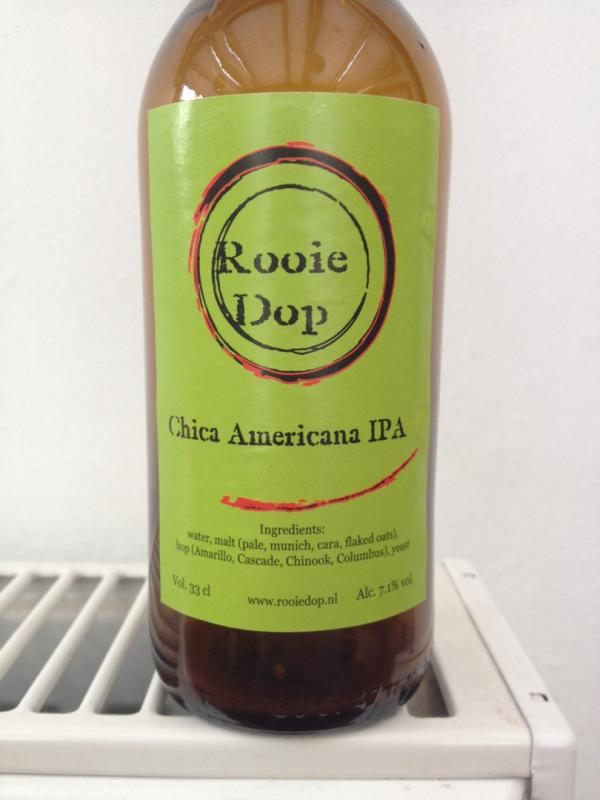 Rooie
Dop
Chica Americana IPA
Ingredients:
water, malt (pale, munich, cara, flaked oats),
hop (Amarillo, Cascade, Chinook, Columbus), yeast
Vol. 33 cl www.rooiedop.nl Alc. 7.1% vol.